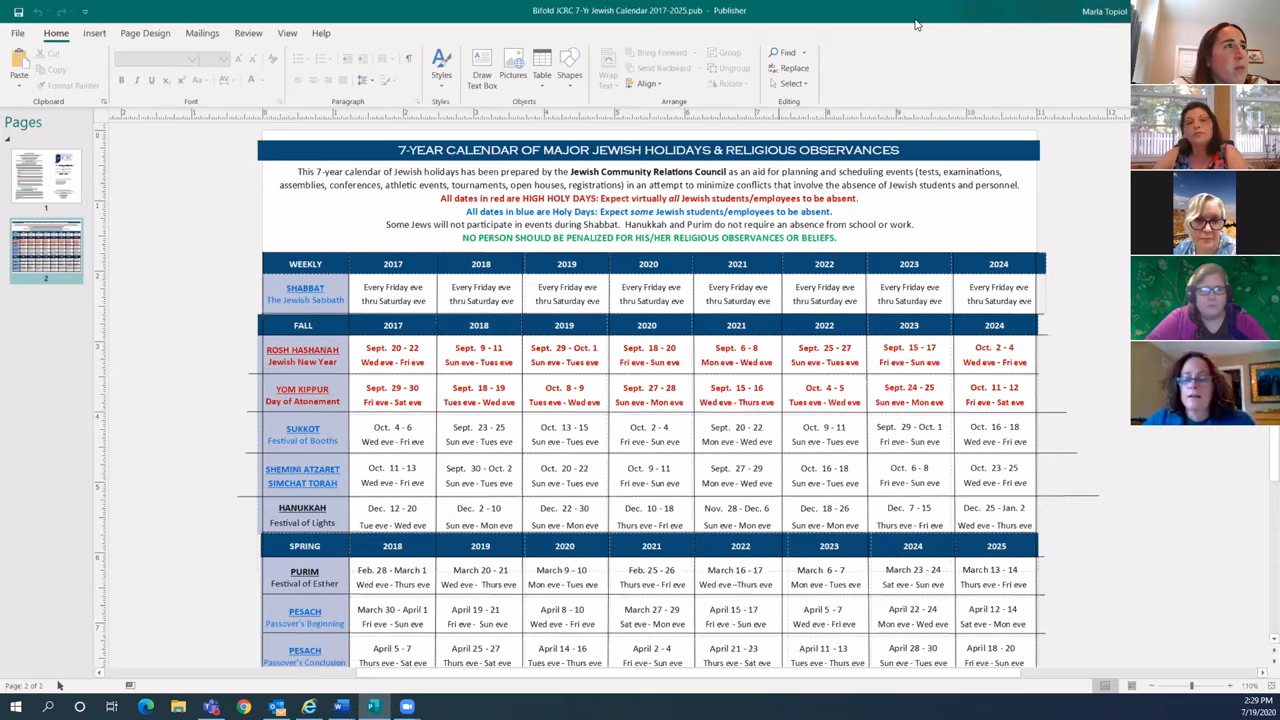 Bifold JCRC 7-Yr Jewish Calendar 2017-2025.pub - Publisher
Marla Topiol
File Home Insert Page Design Mailings Review View Help
Paste
Cut
Copy
Format Painter
Clipboard
Font
Paragraph
Styles
Styles
Draw Text Box
Pictures
Table
Shapes
Objects
Wrap Text
Bring Forward
Send Backward
Align
Group
Ungroup
Rotate
Arrange
Find
Replace
Select
Editing
Pages
1
2
7-YEAR CALENDAR OF MAJOR JEWISH HOLIDAYS & RELIGIOUS OBSERVANCES
This 7-year calendar of Jewish holidays has been prepared by the Jewish Community Relations Council as an aid for planning and scheduling events (tests, examinations,
assemblies, conferences, athletic events, tournaments, open houses, registrations) in an attempt to minimize conflicts that involve the absence of Jewish students and personnel.
All dates in red are HIGH HOLY DAYS: Expect virtually all students/employees to be absent.
All dates in blue are Holy Days: Expect some Jewish students/employees to be absent.
Some Jews will not participate in events during Shabbat. Hanukkah and Purim do not require an absence from school or work.
NO PERSON SHOULD BE PENALIZED FOR HIS/HER RELIGIOUS OBSERVANCES OR BELIEFS.
WEEKLY 2017 2018 2019 2020 2021 2022 2023 2024
SHABBAT Every Friday eve Every Friday eve Every Friday eve Every Friday eve Every Friday eve Every Friday eve Every Friday eve Every Friday eve
The Jewish Sabbath thru Saturday eve thru Saturday eve thru Saturday eve thru Saturday eve thru Saturday eve thru Saturday eve thru Saturday eve thru Saturday eve
FALL 2017 2018 2019 2020 2021 2022 2023 2024
ROSH HASHANAH Sept. 20 - 22 Sept. 9 - 11 Sept. 29 - Oct. 1 Sept. 18 - 20 Sept. 6 - 8 Sept. 25 - 27 Sept. 15 - 17 Oct. 2 - 4
Jewish New Year Wed eve - Fri eve Sun eve - Tues eve Sun eve - Tues eve Fri eve - Sun eve Mon eve - Wed eve Sun eve - Tues eve Fri eve - Sun eve Wed eve - Fri eve
YOM KIPPUR Sept. 29 - 30 Sept. 18 - 19 Oct. 8 - 9 Sept. 27 - 28 Sept. 15 - 16 Oct. 4 - 5 Sept. 24 - 25 Oct. 11 - 12
Day of Atonement Fri eve - Sat eve Tues eve - Wed eve Tues eve - Wed eve Sun eve - Mon eve Wed eve - Thurs eve Tues eve - Wed eve Sun eve - Mon eve Fri eve - Sat eve
SUKKOT Oct. 4 - 6 Sept. 23 - 25 Oct. 13 - 15 Oct. 2 - 4 Sept. 20 - 22 Oct. 9 - 11 Sept. 29 - Oct. 1 Oct. 16 - 18
Festival of Booths Wed eve - Fri eve Sun eve - Tues eve Sun eve - Tues eve Fri eve - Sun eve Mon eve - Wed eve Sun eve - Tues eve Fri eve - Sun eve Wed eve - Fri eve
SHEMINI ATZARET Oct. 11 - 13 Sept. 30 - Oct. 2 Oct. 20 - 22 Oct. 9 - 11 Sept. 27 - 29 Oct. 16 - 18 Oct. 6 - 8 Oct. 23 - 25
SIMCHAT TORAH Wed eve - Fri eve Sun eve - Tues eve Sun eve - Tues eve Fri eve - Sun eve Mon eve - Wed eve Sun eve - Tues eve Fri eve - Sun eve Wed eve - Fri eve
HANUKKAH Dec. 12 - 20 Dec. 2 - 10 Dec. 22 - 30 Dec. 10 - 18 Nov. 28 - Dec. 6 Dec. 18 - 26 Dec. 7 - 15 Dec. 25 - Jan. 2
Festival of Lights Tue eve - Wed eve Sun eve - Mon eve Sun eve - Mon eve Thurs eve - Fri eve Sun eve - Mon eve Sun eve - Mon eve Thurs eve - Fri eve Wed eve - Thurs eve
SPRING 2018 2019 2020 2021 2022 2023 2024 2025
PURIM Feb. 28 - March 1 March 20 - 21 March 9 - 10 Feb. 25 - 26 March 16 - 17 March 6 - 7 March 23 - 24 March 13 - 14
Festival of Esther Wed eve - Thurs eve Wed eve - Thurs eve Mon eve - Tues eve Thurs eve - Fri eve Wed eve –Thurs eve Mon eve - Tues eve Sat eve - Sun eve Thurs eve - Fri eve
PESACH March 30 - April 1 April 19 - 21 April 8 - 10 March 27 - 29 April 15 - 17 April 5 - 7 April 22 - 24 April 12 - 14
Passover's Beginning Fri eve - Sun eve Fri eve - Sun eve Wed eve - Fri eve Sat eve - Mon eve Fri eve - Sun eve Wed eve - Fri eve Mon eve - Wed eve Sat eve - Mon eve
PESACH April 5 - 7 April 25 - 27 April 14 - 16 April 2 - 4 April 21 - 23 April 11 - 13 April 28 - 30 April 18 - 20
Passover's Conclusion Thurs eve - Sat eve Thurs eve - Sat eve Tues eve - Thurs eve Fri eve - Sun eve Thurs eve - Sat eve Tues eve - Thurs eve Sun eve - Tues eve Fri eve - Sun eve
Page: 2 of 2
110%
2:29 PM
7/19/2020